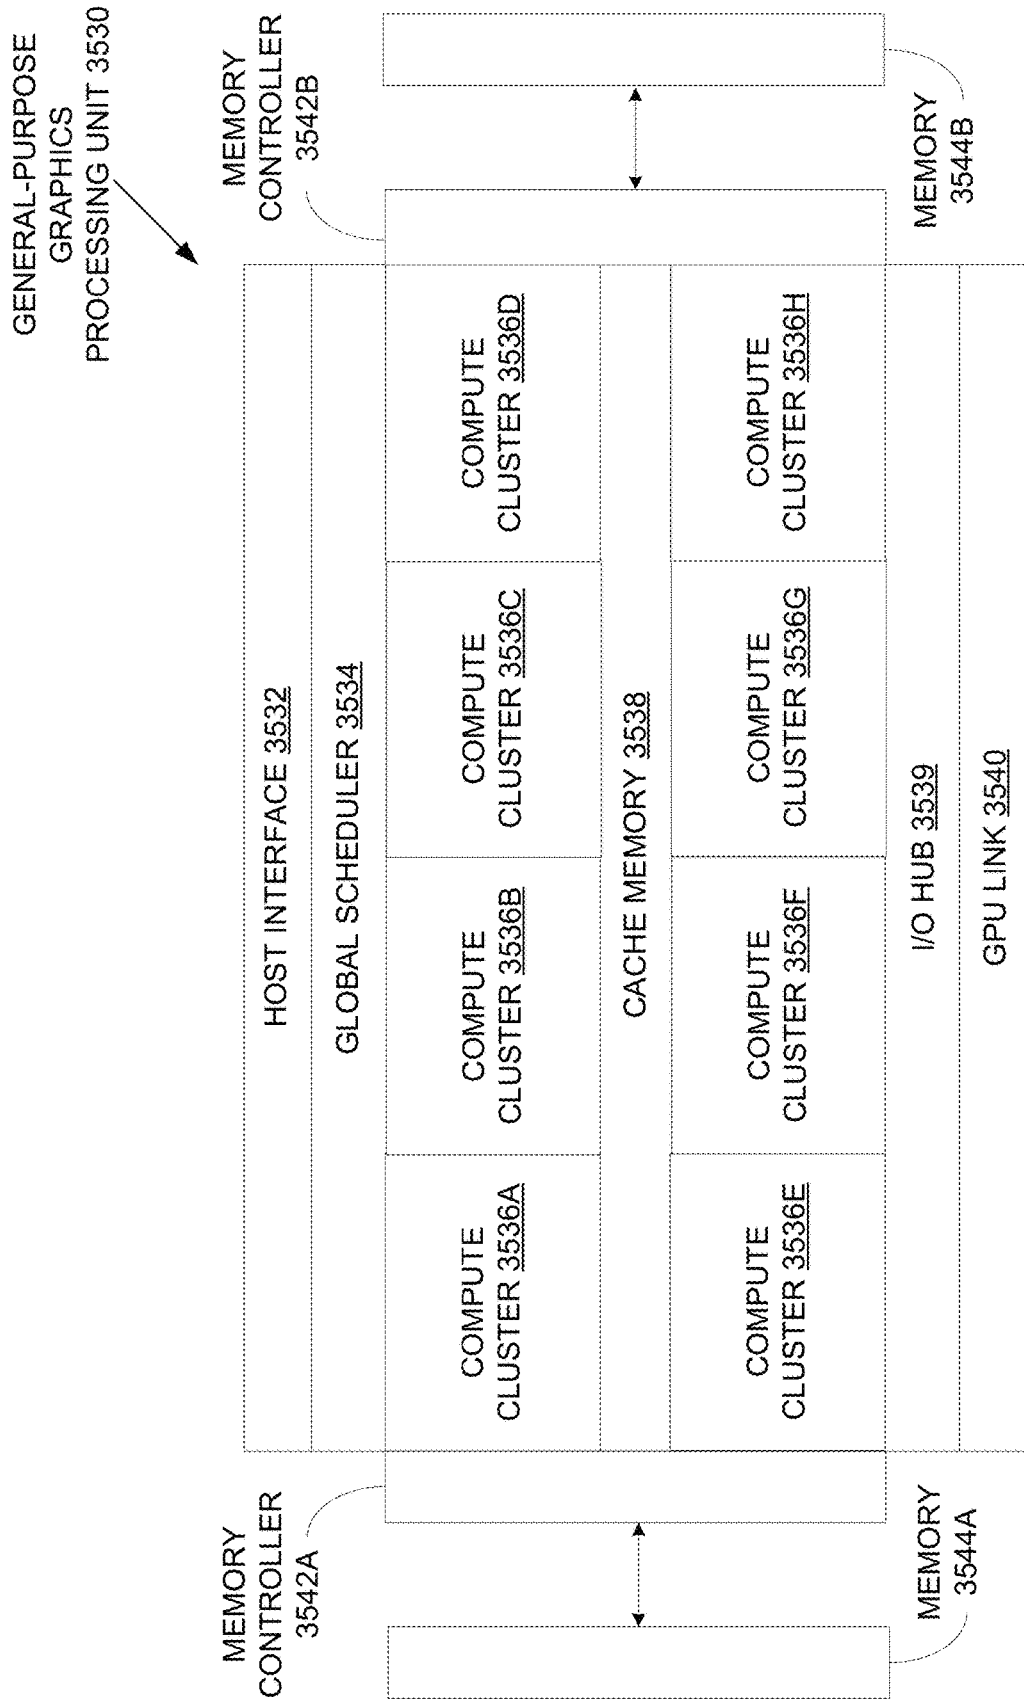 GENERAL-PURPOSE
GRAPHICS
PROCESSING UNIT 3530
MEMORY
CONTROLLER
3542A
MEMORY
CONTROLLER
3542B
HOST INTERFACE 3532
GLOBAL SCHEDULER 3534
COMPUTE
CLUSTER 3536A
COMPUTE
CLUSTER 3536B
COMPUTE
CLUSTER 3536C
COMPUTE
CLUSTER 3536D
CACHE MEMORY 3538
COMPUTE
CLUSTER 3536E
COMPUTE
CLUSTER 3536F
COMPUTE
CLUSTER 3536G
COMPUTE
CLUSTER 3536H
I/O HUB 3539
GPU LINK 3540
MEMORY
3544A
MEMORY
3544B